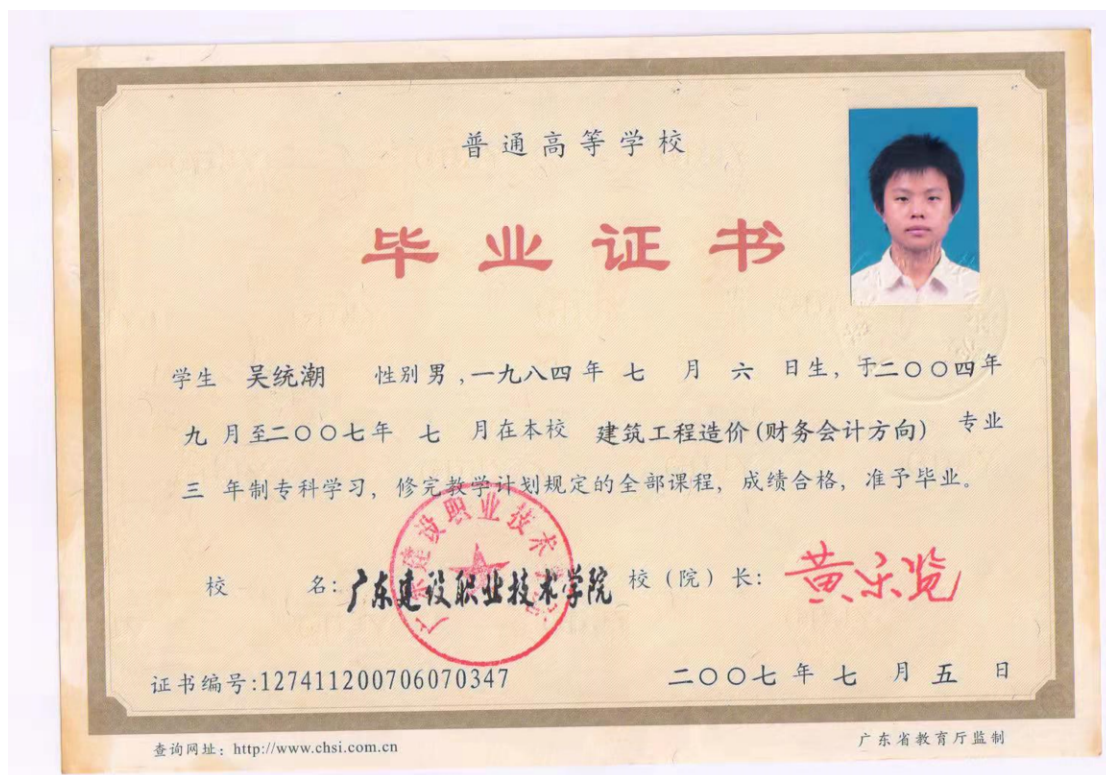 普通高等学校
毕业证书
学生 吴统潮 性别男,一九八四年 七 月 六 日生,于二〇〇四年
九 月至二〇〇七年 七 月在本校 建筑工程造价(财务会计方向) 专业
三 年制专科学习,修完教学计划规定的全部课程,成绩合格,准予毕业。
校 名:广东建设职业技术学院 校(院)长:
证书编号:127411200706070347 二〇〇七年 七 月 五 日
查询网址:http://www.chsi.com.cn 广东省教育厅监制